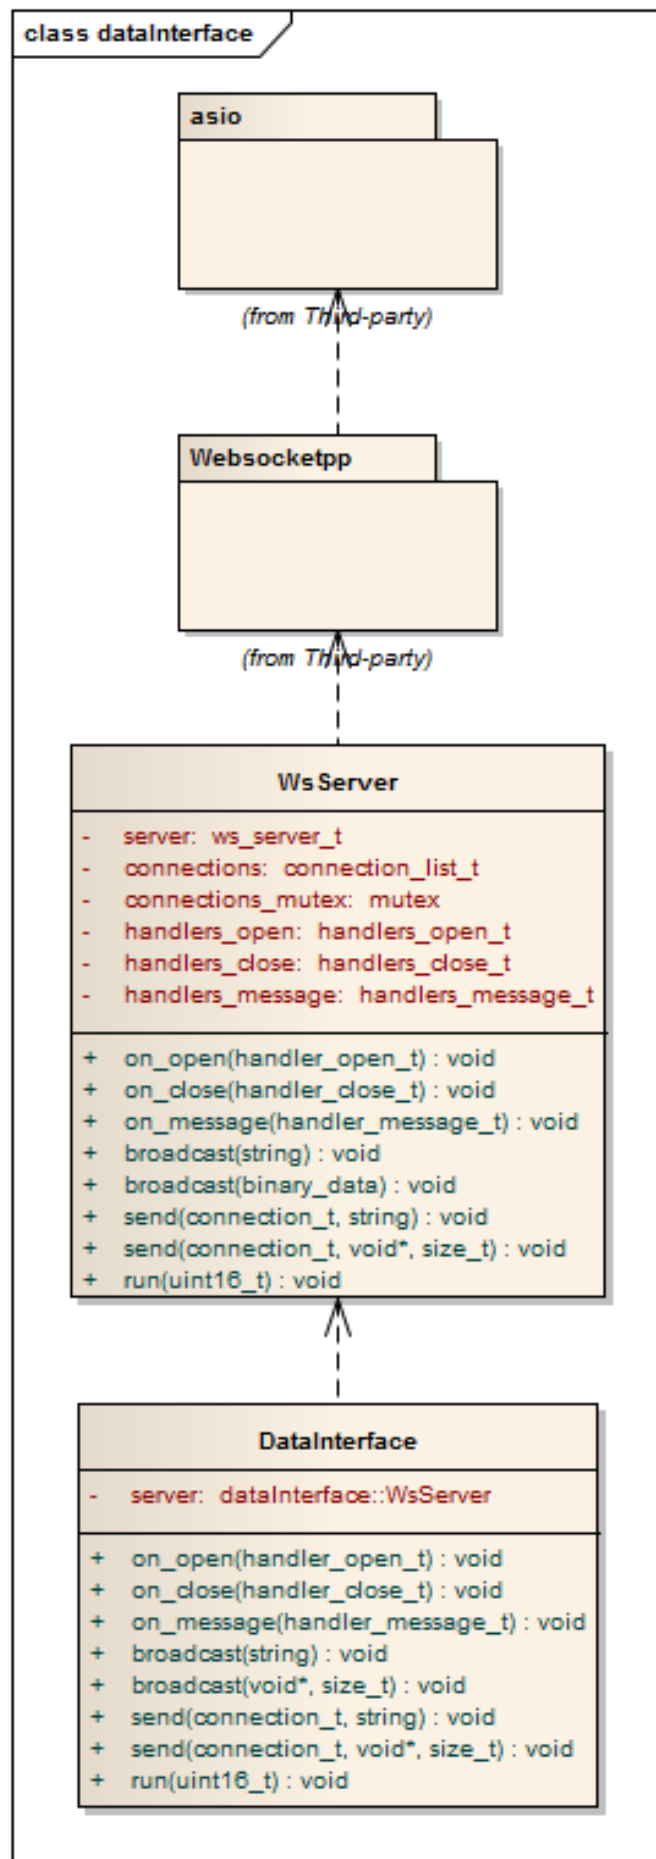 class dataInterface
asio
(from Third-party)
Websocketpp
(from Third-party)
WsServer
- server: ws_server_t
- connections: connection_list_t
- connections_mutex: mutex
- handlers_open: handlers_open_t
- handlers_close: handlers_close_t
- handlers_message: handlers_message_t
+ on_open(handler_open_t) : void
+ on_close(handler_close_t) : void
+ on_message(handler_message_t) : void
+ broadcast(string) : void
+ broadcast(binary_data) : void
+ send(connection_t, string) : void
+ send(connection_t, void*, size_t) : void
+ run(uint16_t) : void
DataInterface
- server: dataInterface::WsServer
+ on_open(handler_open_t) : void
+ on_close(handler_close_t) : void
+ on_message(handler_message_t) : void
+ broadcast(string) : void
+ broadcast(void*, size_t) : void
+ send(connection_t, string) : void
+ send(connection_t, void*, size_t) : void
+ run(uint16_t) : void